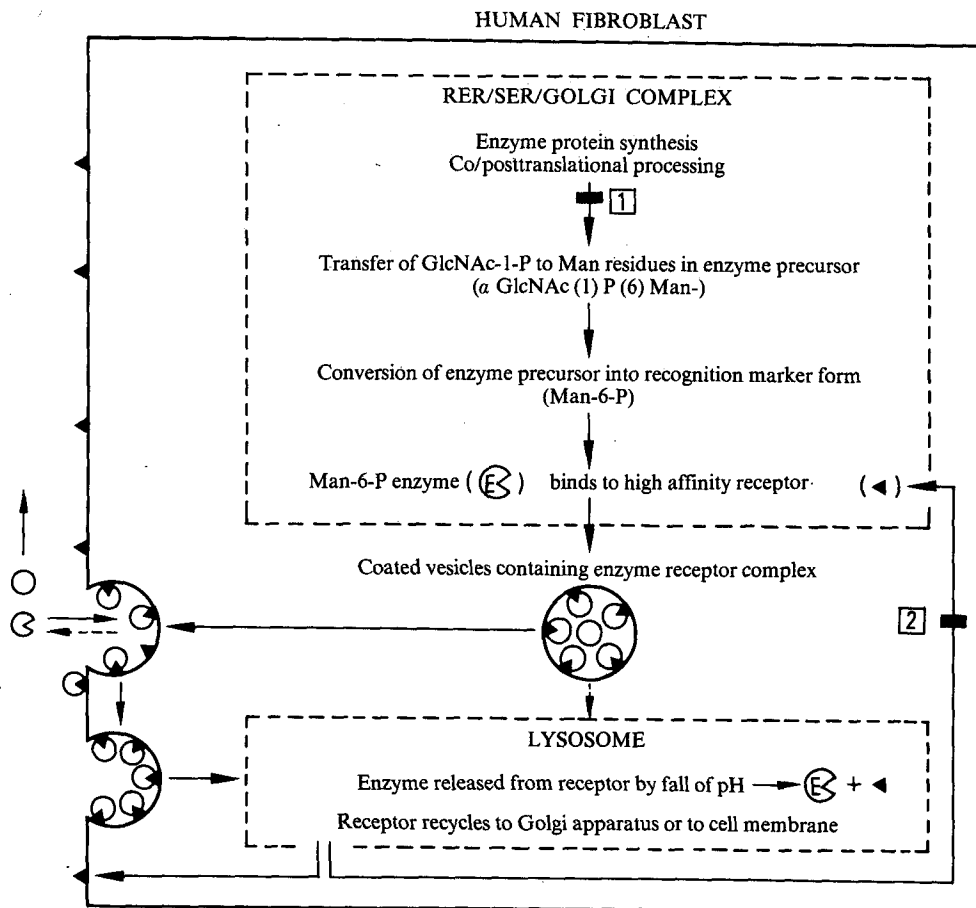 HUMAN FIBROBLAST
RER/SER/GOLGI COMPLEX
Enzyme protein synthesis
Co/posttranslational processing
1
Transfer of GlcNAc-1-P to Man residues in enzyme precursor
(α GlcNAc (1) P (6) Man-)
Conversion of enzyme precursor into recognition marker form
(Man-6-P)
Man-6-P enzyme ( E ) binds to high affinity receptor ( )
Coated vesicles containing enzyme receptor complex
2
LYSOSOME
Enzyme released from receptor by fall of pH E +
Receptor recycles to Golgi apparatus or to cell membrane